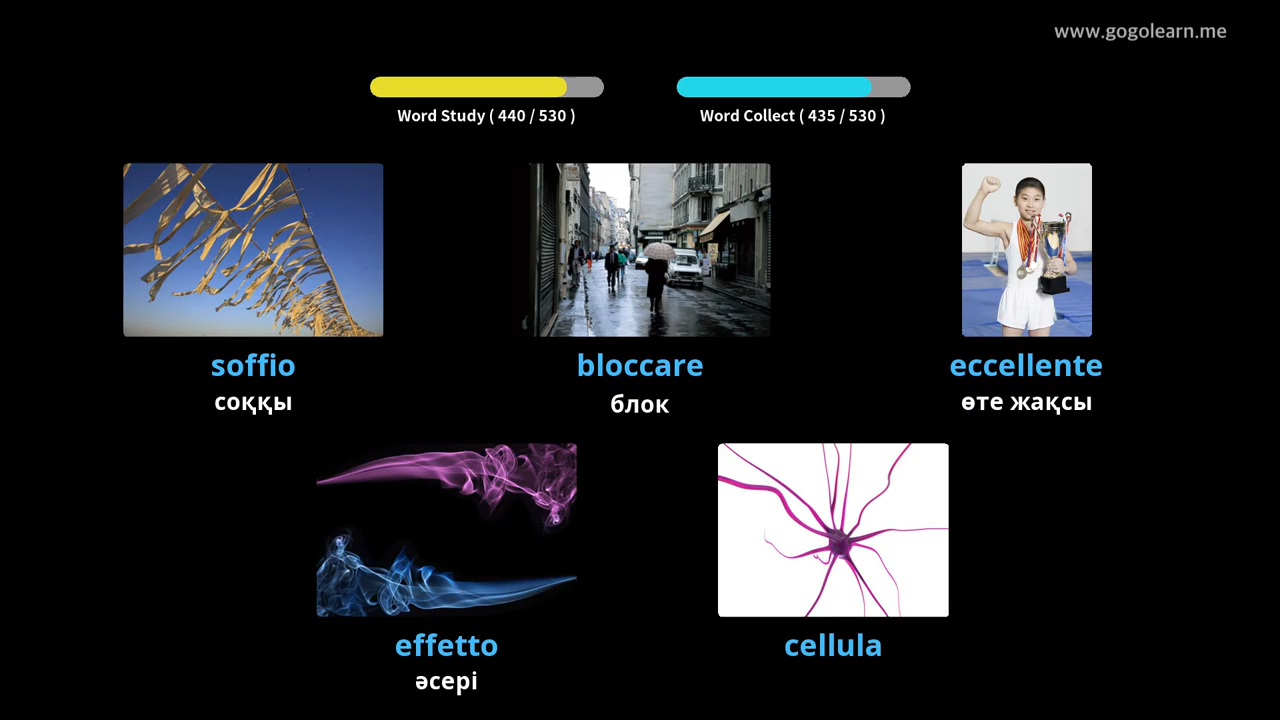 www.gogolearn.me
Word Study ( 440 / 530 )
Word Collect ( 435 / 530 )
soffio
соққы
bloccare
блок
eccellente
өте жақсы
effetto
әсері
cellula